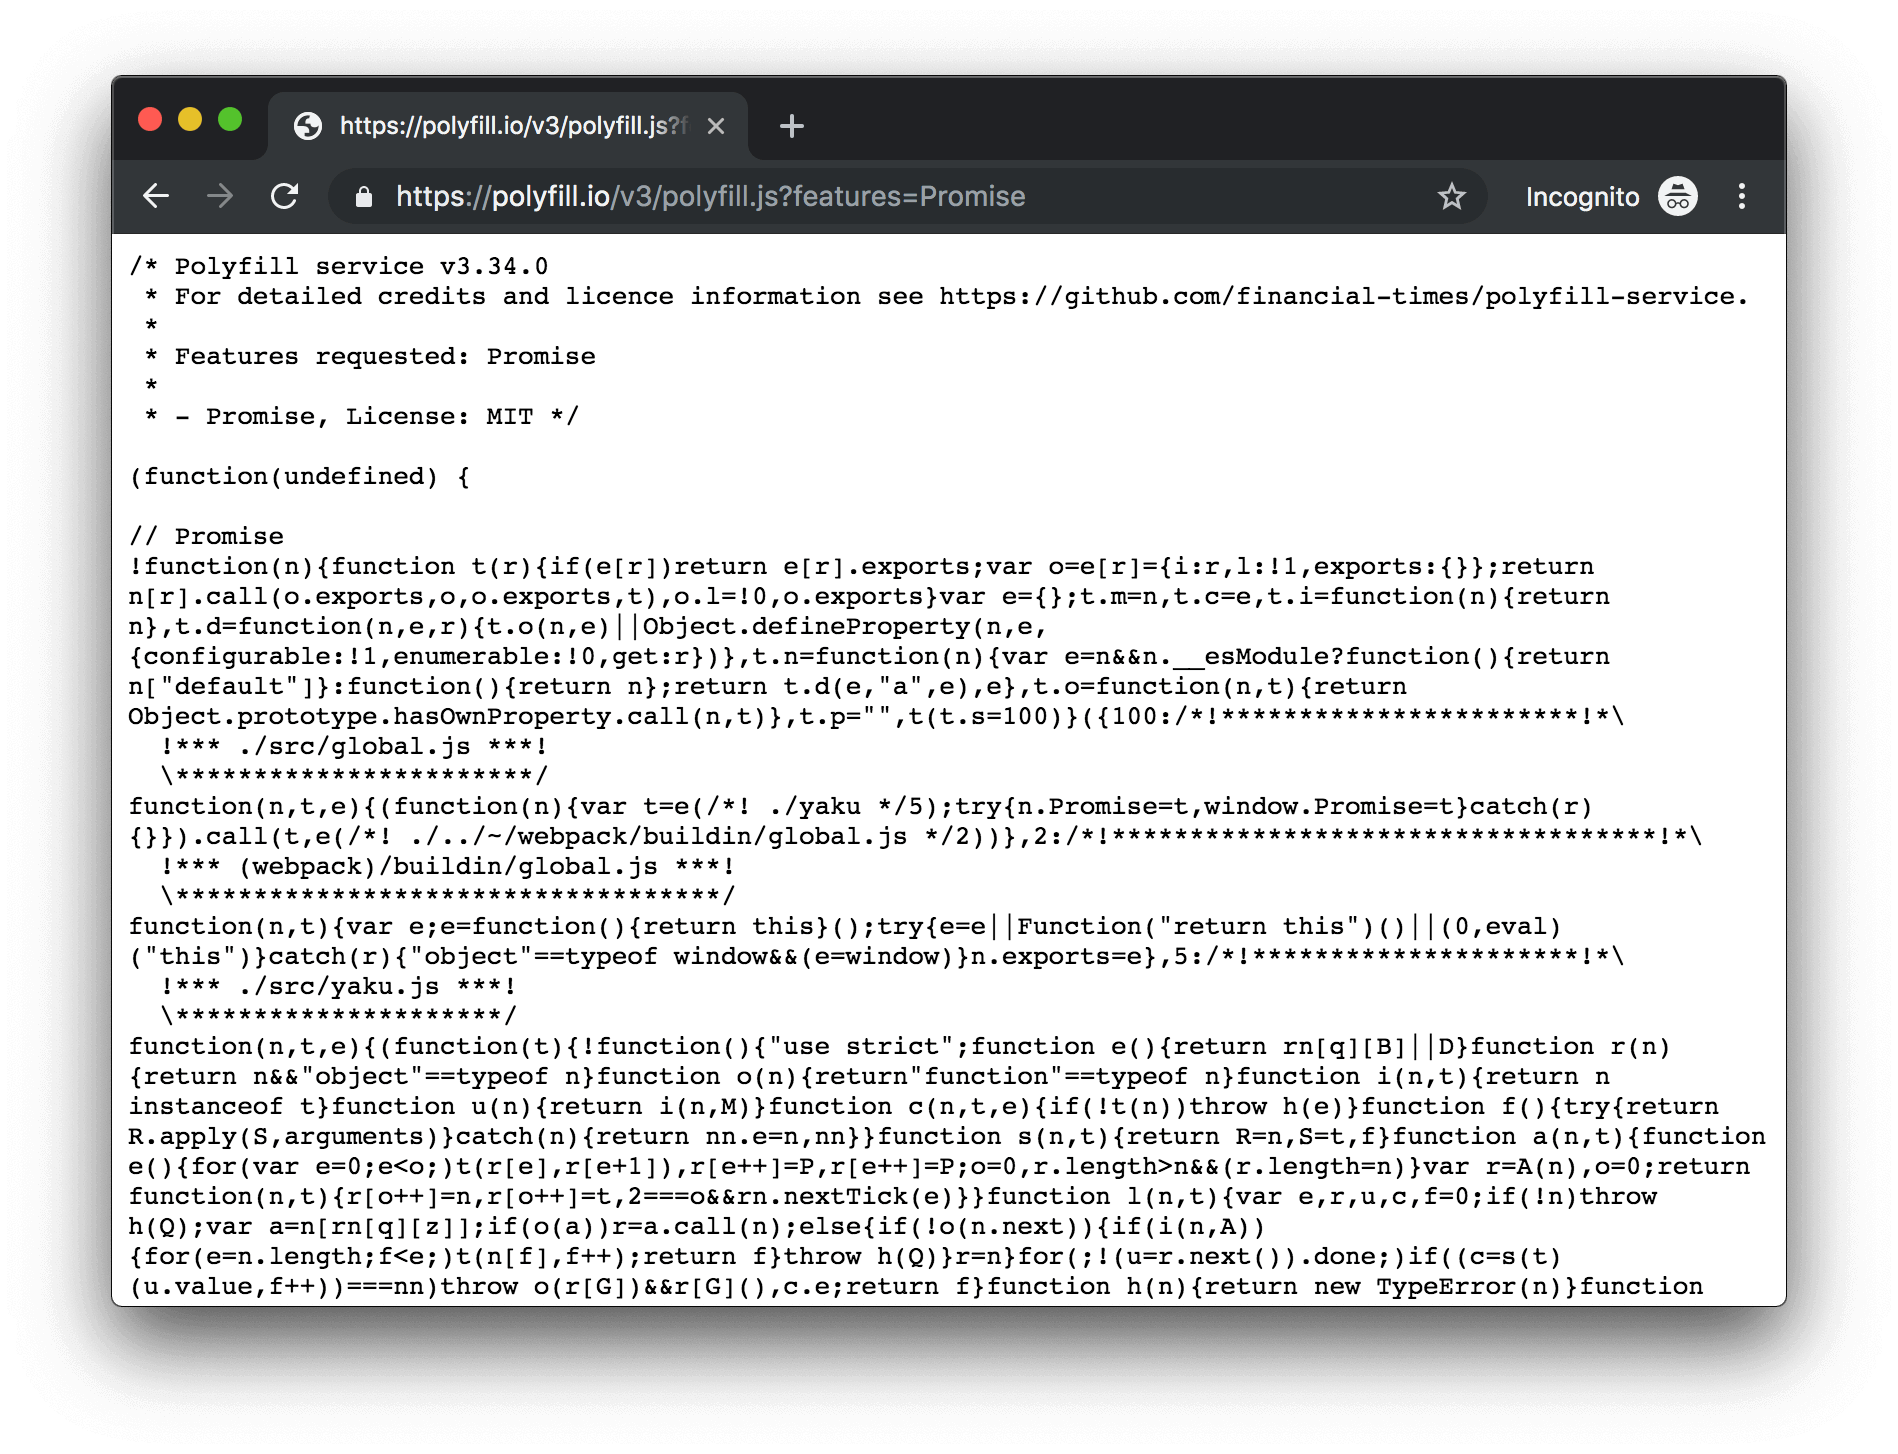 https://polyfill.io/v3/polyfill.js?f
https://polyfill.io/v3/polyfill.js?features=Promise
Incognito
/* Polyfill service v3.34.0
 * For detailed credits and licence information see https://github.com/financial-times/polyfill-service.
 *
 * Features requested: Promise
 *
 * - Promise, License: MIT */
(function(undefined) {
// Promise
!function(n){function t(r){if(e[r])return e[r].exports;var o=e[r]={i:r,l:!1,exports:{}};return
n[r].call(o.exports,o,o.exports,t),o.l=!0,o.exports}var e={};t.m=n,t.c=e,t.i=function(n){return
n},t.d=function(n,e,r){t.o(n,e)||Object.defineProperty(n,e,
{configurable:!1,enumerable:!0,get:r})},t.n=function(n){var e=n&&n.__esModule?function(){return
n["default"]}:function(){return n};return t.d(e,"a",e),e},t.o=function(n,t){return
Object.prototype.hasOwnProperty.call(n,t)},t.p="",t(t.s=100)}({100:/*!***********************!*\
  !*** ./src/global.js ***!
  \***********************/
function(n,t,e){(function(n){var t=e(/*! ./yaku */5);try{n.Promise=t,window.Promise=t}catch(r)
{}}).call(t,e(/*! ./../~/webpack/buildin/global.js */2))},2:/*!***********************************!*\
  !*** (webpack)/buildin/global.js ***!
  \***********************************/
function(n,t){var e;e=function(){return this}();try{e=e||Function("return this")()||(0,eval)
("this")}catch(r){"object"==typeof window&&(e=window)}n.exports=e},5:/*!*********************!*\
  !*** ./src/yaku.js ***!
  \*********************/
function(n,t,e){(function(t){!function(){"use strict";function e(){return rn[q][B]||D}function r(n)
{return n&&"object"==typeof n}function o(n){return"function"==typeof n}function i(n,t){return n
instanceof t}function u(n){return i(n,M)}function c(n,t,e){if(!t(n))throw h(e)}function f(){try{return
R.apply(S,arguments)}catch(n){return nn.e=n,nn}}function s(n,t){return R=n,S=t,f}function a(n,t){function
e(){for(var e=0;e<o;)t(r[e],r[e+1]),r[e++]=P,r[e++]=P;o=0,r.length>n&&(r.length=n)}var r=A(n),o=0;return
function(n,t){r[o++]=n,r[o++]=t,2===o&&rn.nextTick(e)}}function l(n,t){var e,r,u,c,f=0;if(!n)throw
h(Q);var a=n[rn[q][z]];if(o(a))r=a.call(n);else{if(!o(n.next)){if(i(n,A))
{for(e=n.length;f<e;)t(n[f],f++);return f}throw h(Q)}r=n}for(;!(u=r.next()).done;)if((c=s(t)
(u.value,f++))===nn)throw o(r[G])&&r[G](),c.e;return f}function h(n){return new TypeError(n)}function